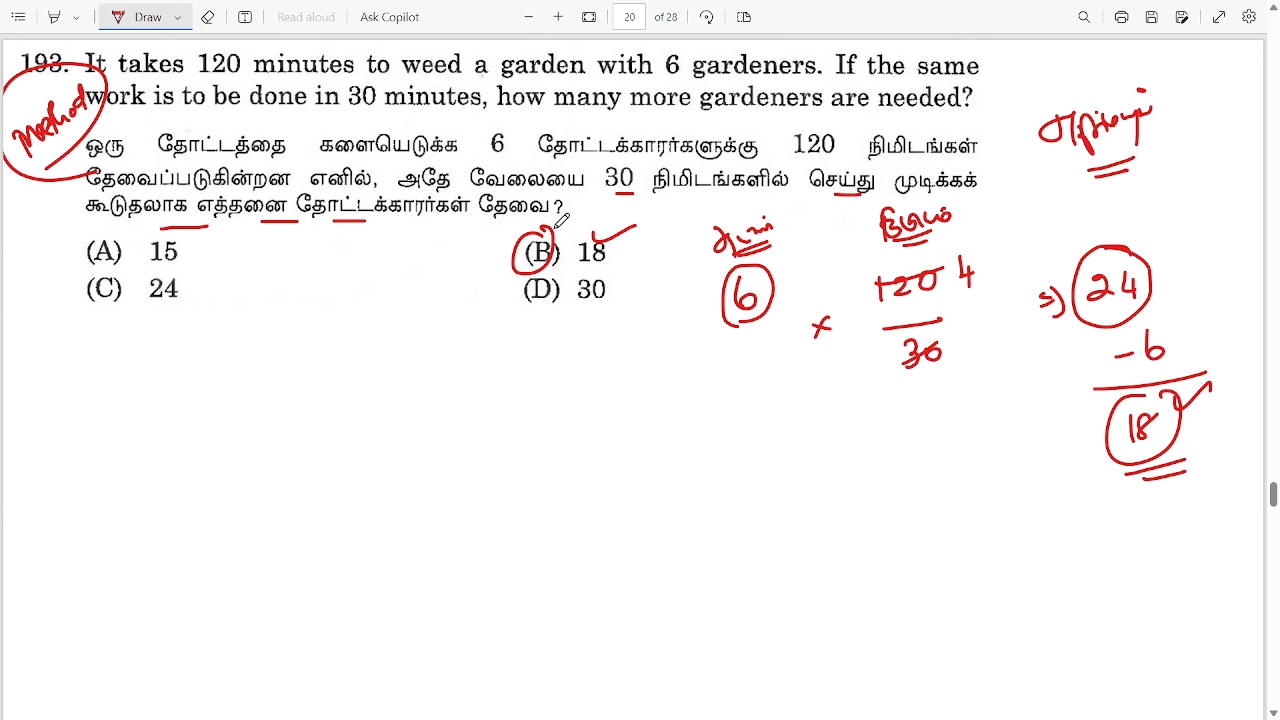 Draw
Read aloud
Ask Copilot
20 of 28
193. It takes 120 minutes to weed a garden with 6 gardeners. If the same
work is to be done in 30 minutes, how many more gardeners are needed?
Method
ஒரு தோட்டத்தை களையெடுக்க 6 தோட்டக்காரர்களுக்கு 120 நிமிடங்கள்
தேவைப்படுகின்றன எனில், அதே வேலையை 30 நிமிடங்களில் செய்து முடிக்கக்
கூடுதலாக எத்தனை தோட்டக்காரர்கள் தேவை?
(A) 15
(B) 18
(C) 24
(D) 30
நிமிடம்
6 × 120 4
30
=) 24
- 6
18